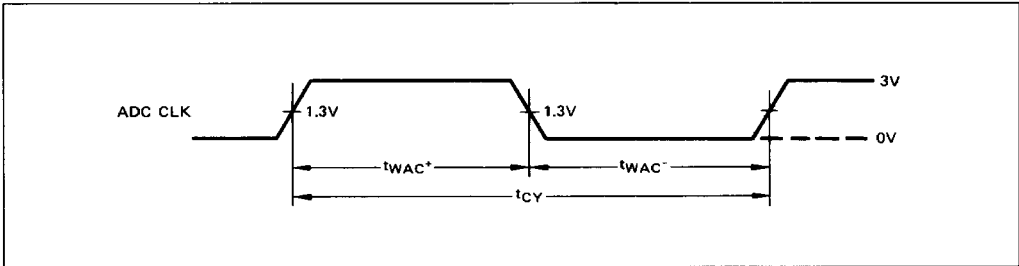 3V
ADC CLK 1.3V 1.3V
0V
tWAC+ tWAC-
tCY